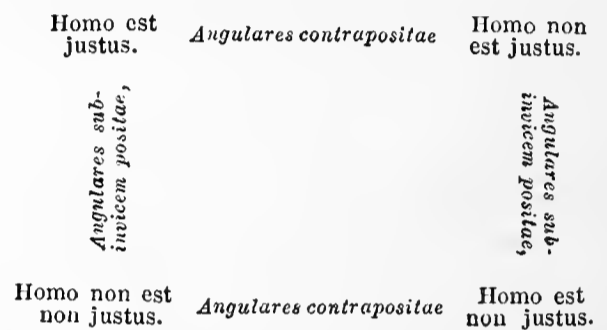 Homo est
justus.
Angulares contrapositae
Homo non
est justus.
Angulares sub-
invicem positae,
Angulares sub-
invicem positae,
Homo non est
non justus.
Angulares contrapositae
Homo est
non justus.